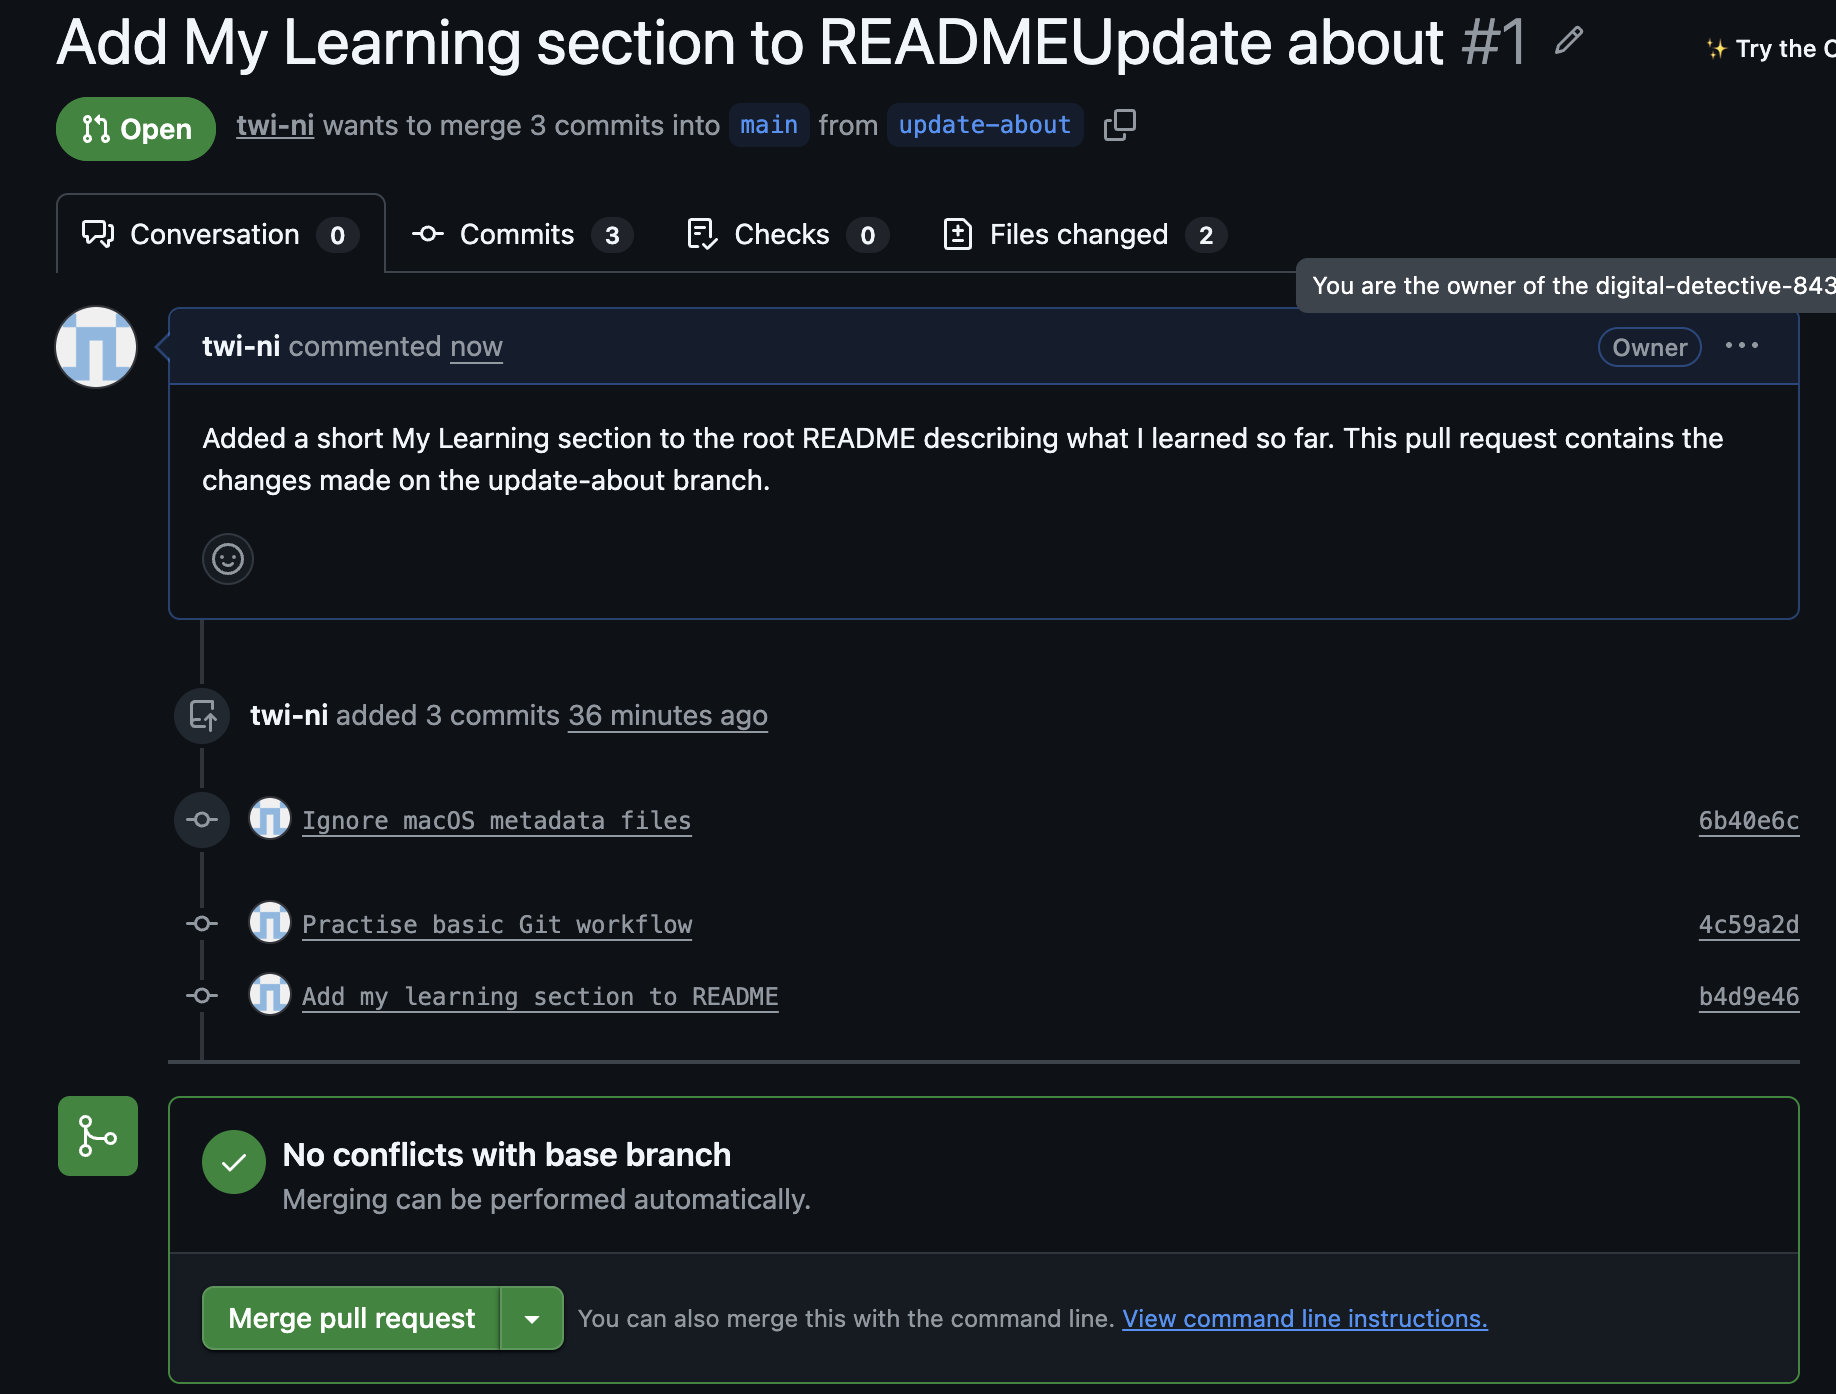 Add My Learning section to READMEUpdate about #1
✨ Try the
Open
twi-ni wants to merge 3 commits into main from update-about
Conversation 0
Commits 3
Checks 0
Files changed 2
You are the owner of the digital-detective-843
twi-ni commented now
Owner
Added a short My Learning section to the root README describing what I learned so far. This pull request contains the
changes made on the update-about branch.
twi-ni added 3 commits 36 minutes ago
Ignore macOS metadata files
6b40e6c
Practise basic Git workflow
4c59a2d
Add my learning section to README
b4d9e46
No conflicts with base branch
Merging can be performed automatically.
Merge pull request
You can also merge this with the command line. View command line instructions.